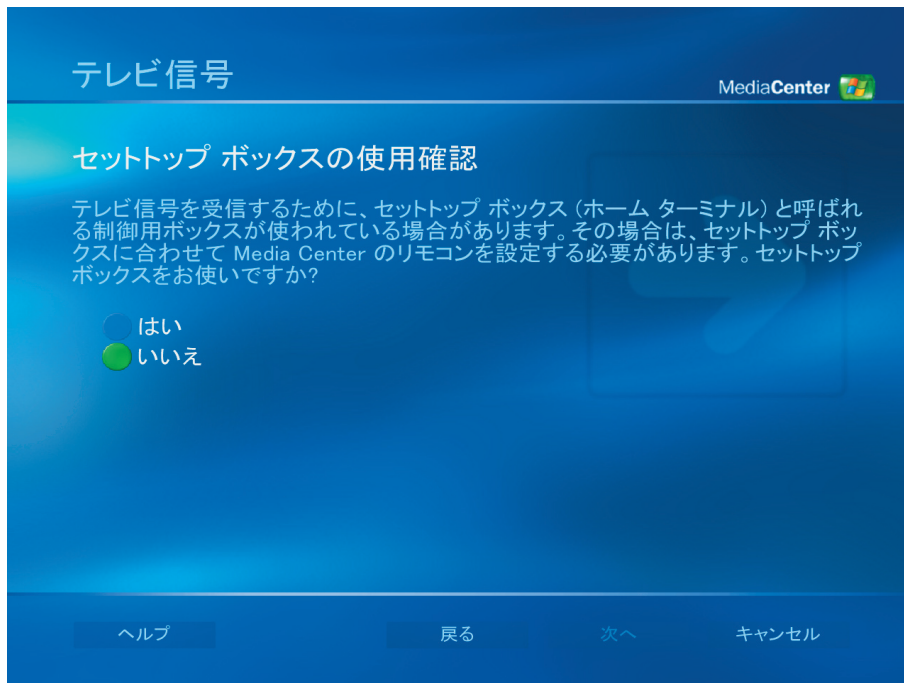 テレビ信号
MediaCenter
セットトップ ボックスの使用確認
テレビ信号を受信するために、セットトップ ボックス (ホーム ターミナル) と呼ばれ
る制御用ボックスが使われている場合があります。その場合は、セットトップ ボッ
クスに合わせて Media Center のリモコンを設定する必要があります。セットトップ
ボックスをお使いですか?
はい
いいえ
ヘルプ 戻る 次へ キャンセル